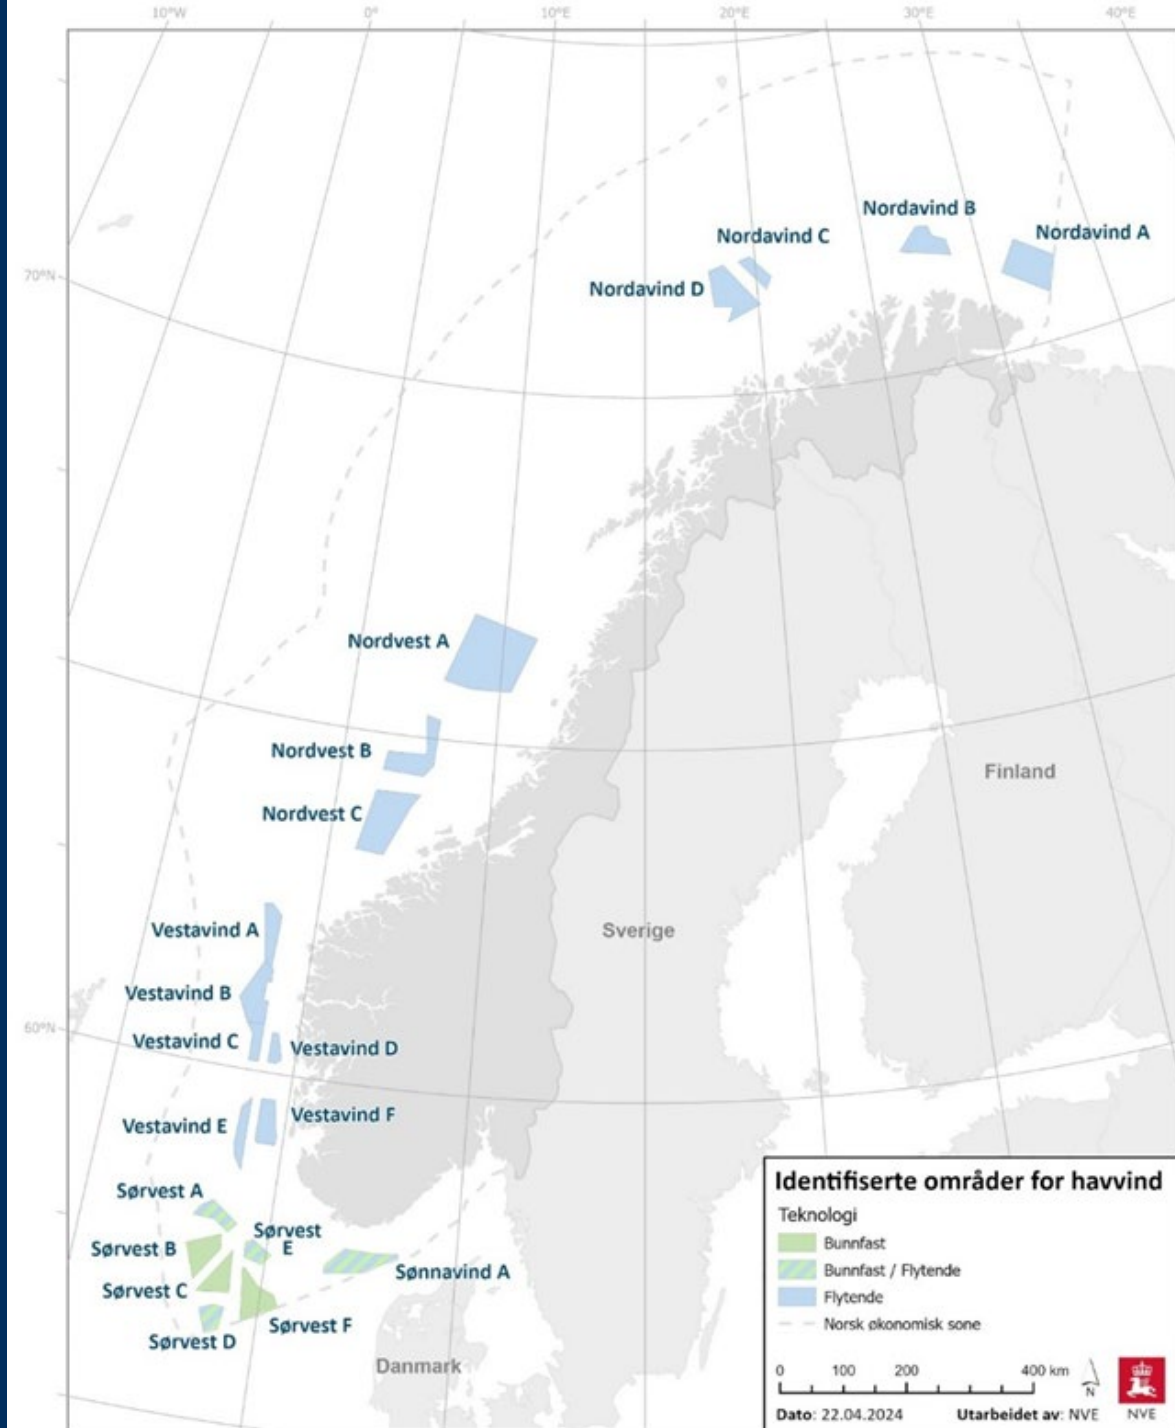 10°W 0° 10°E 20°E 30°E 40°E
Nordavind B
Nordavind A
Nordavind C
70°N
Nordavind D
Nordvest A
Nordvest B
Finland
Nordvest C
Vestavind A
Sverige
Vestavind B
60°N
Vestavind C
Vestavind D
Vestavind F
Vestavind E
Sørvest A
Sørvest
E
Sørvest B
Sønnavind A
Sørvest C
Sørvest F
Sørvest D
Danmark
Identifiserte områder for havvind
Teknologi
Bunnfast
Bunnfast / Flytende
Flytende
Norsk økonomisk sone
0 100 200 400 km
N
Dato: 22.04.2024 Utarbeidet av: NVE
NVE